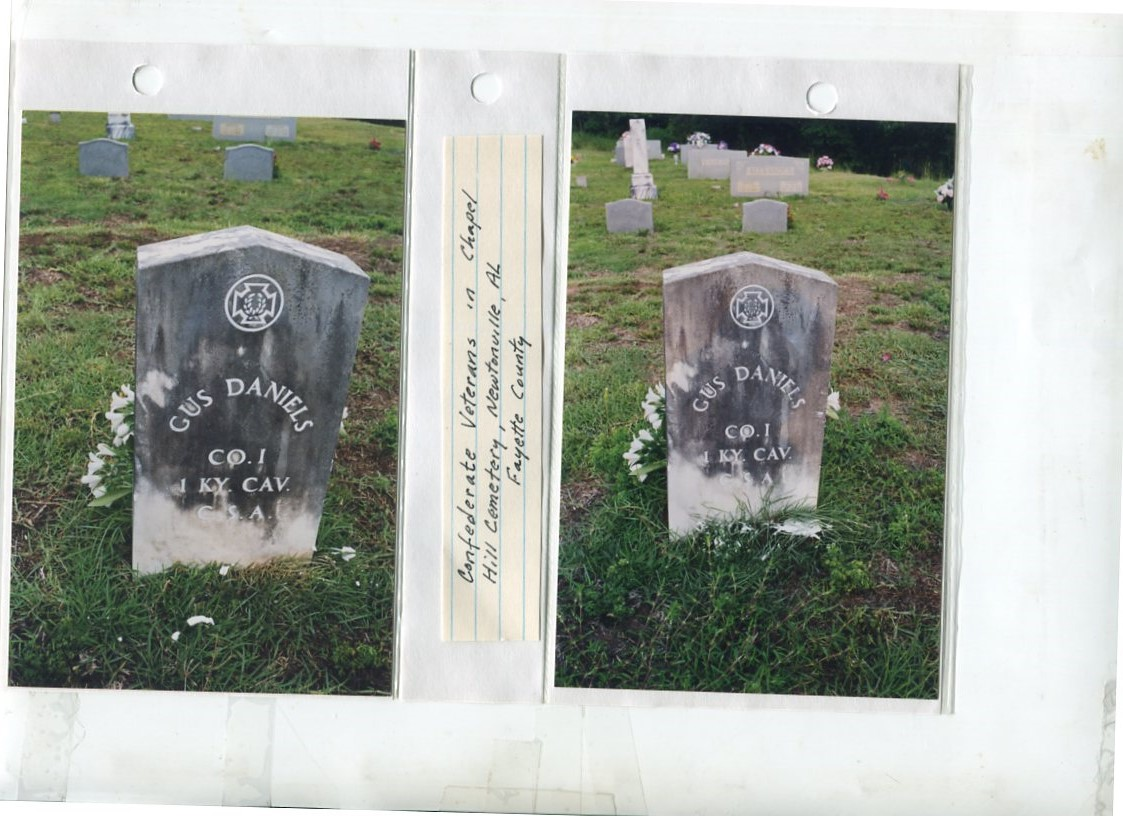 GUS DANIELS
CO. I
1 KY. CAV.
C.S.A.
Confederate Veterans in Chapel
Hill Cemetery, Newtonville, AL
Fayette County
GUS DANIELS
CO. I
1 KY. CAV.
C.S.A.